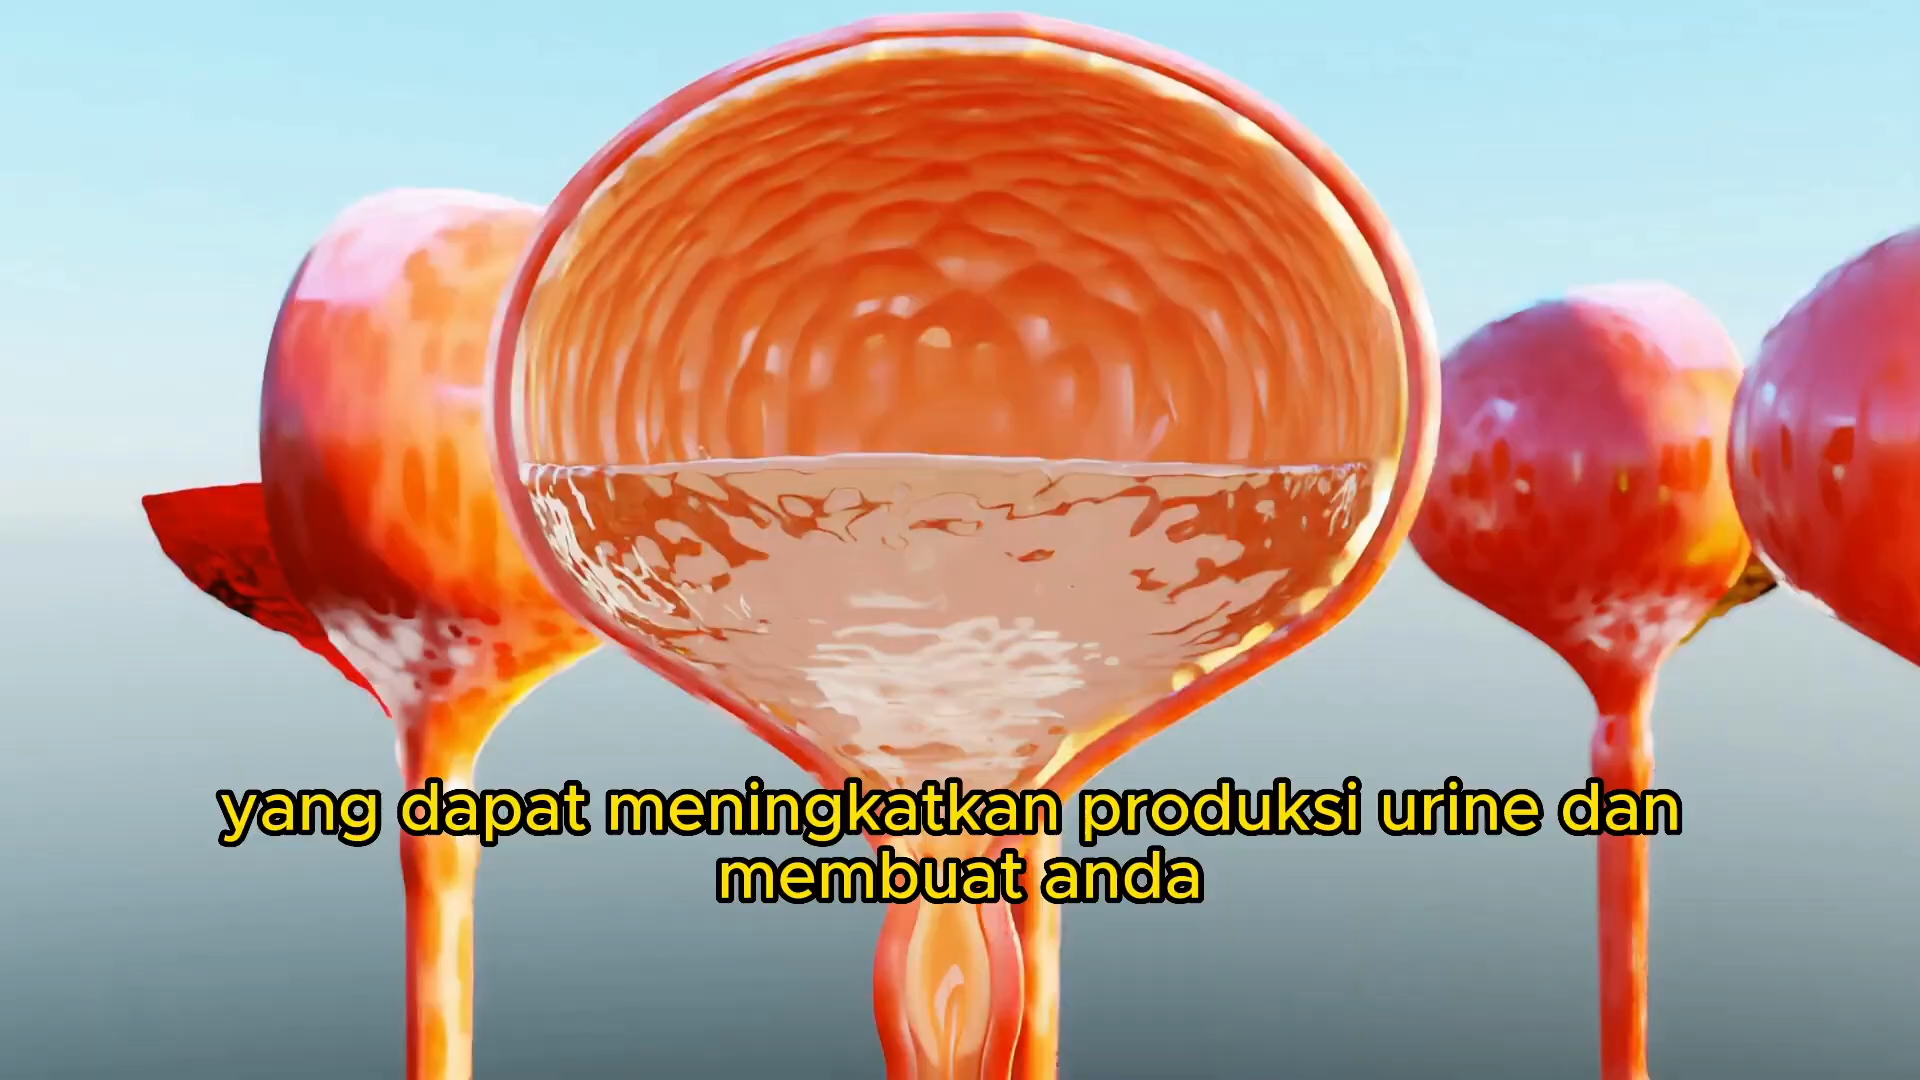 yang dapat meningkatkan produksi urine dan
membuat anda